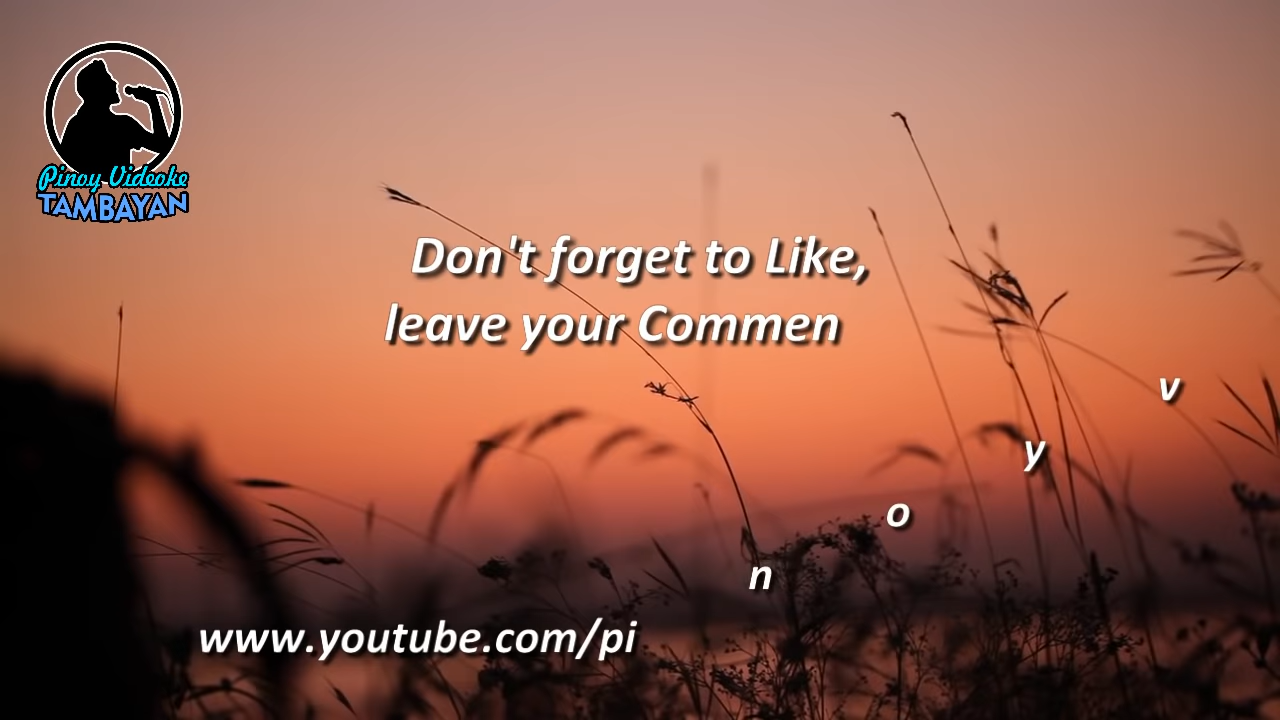 Pinoy Videoke
TAMBAYAN
Don't forget to Like,
leave your Commen
v
y
o
n
www.youtube.com/pi